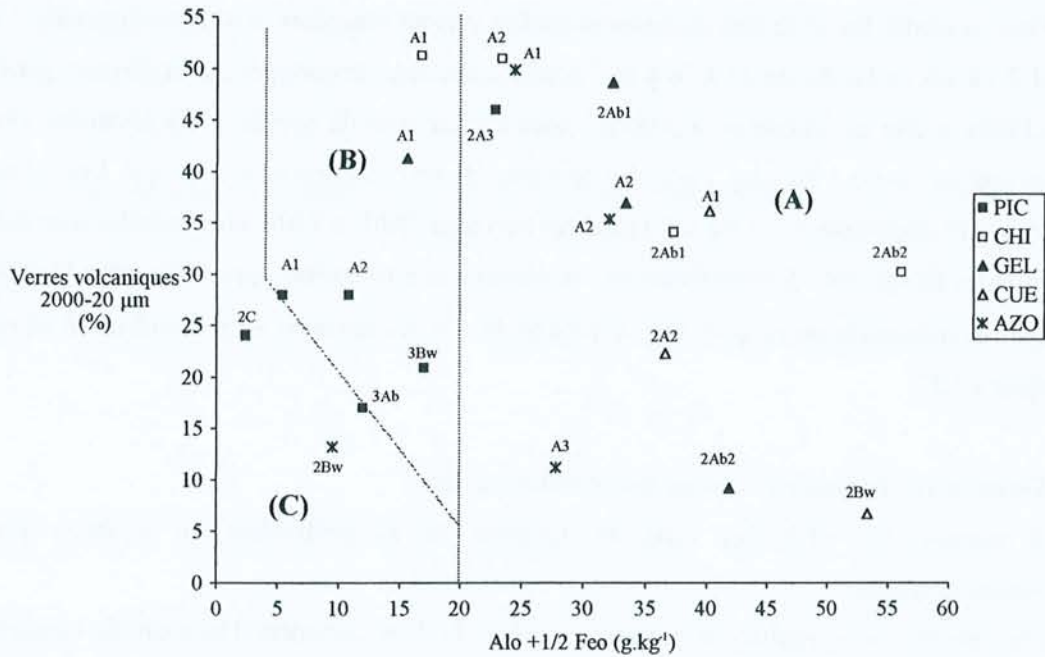 55
50
45
40
35
30
25
20
15
10
5
0
Verres volcaniques
2000-20 µm
(%)
A1
A2
A1
2Ab1
2A3
A1
(B)
A2
A1
(A)
A2
2Ab1
2Ab2
A1
A2
2C
3Bw
2A2
3Ab
2Bw
A3
2Ab2
2Bw
(C)
0 5 10 15 20 25 30 35 40 45 50 55 60
Alo +1/2 Feo (g.kg-1)
PIC
CHI
GEL
CUE
AZO